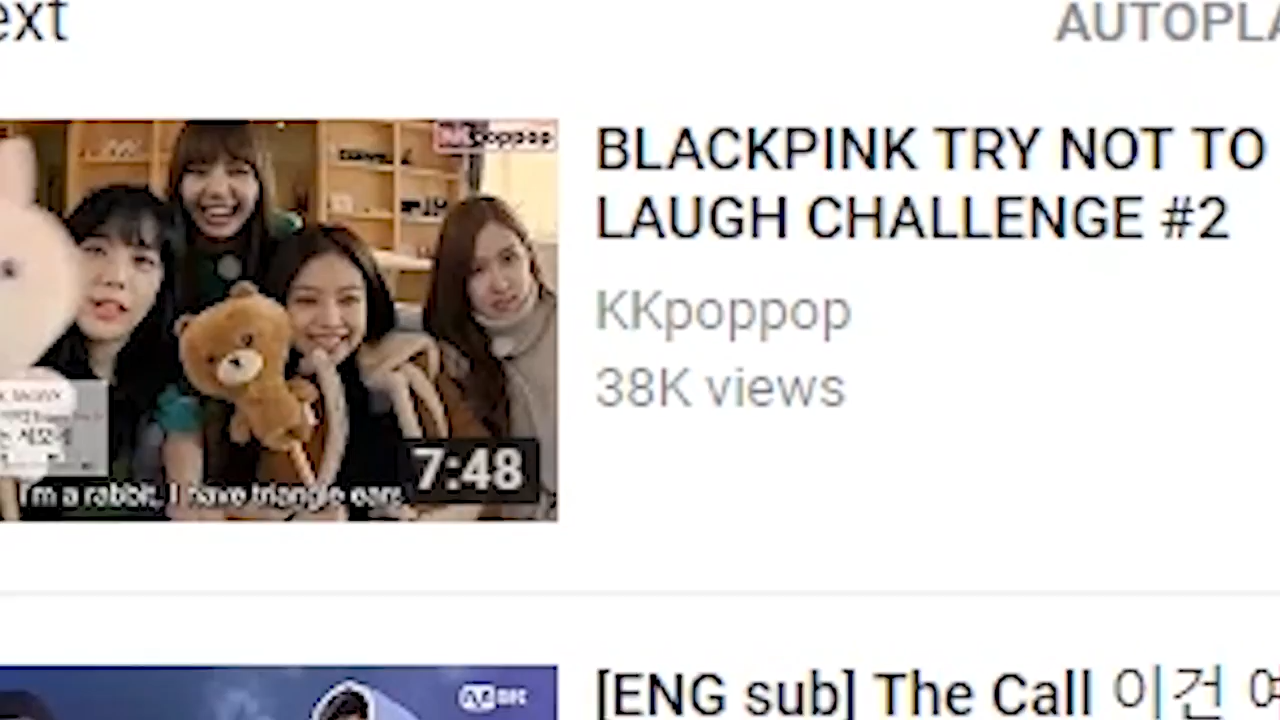 ext
AUTOPLA
BLACKPINK TRY NOT TO
LAUGH CHALLENGE #2
KKpoppop
38K views
KKpoppop
I'm a rabbit, I have triangle ears
7:48
[ENG sub] The Call 이건